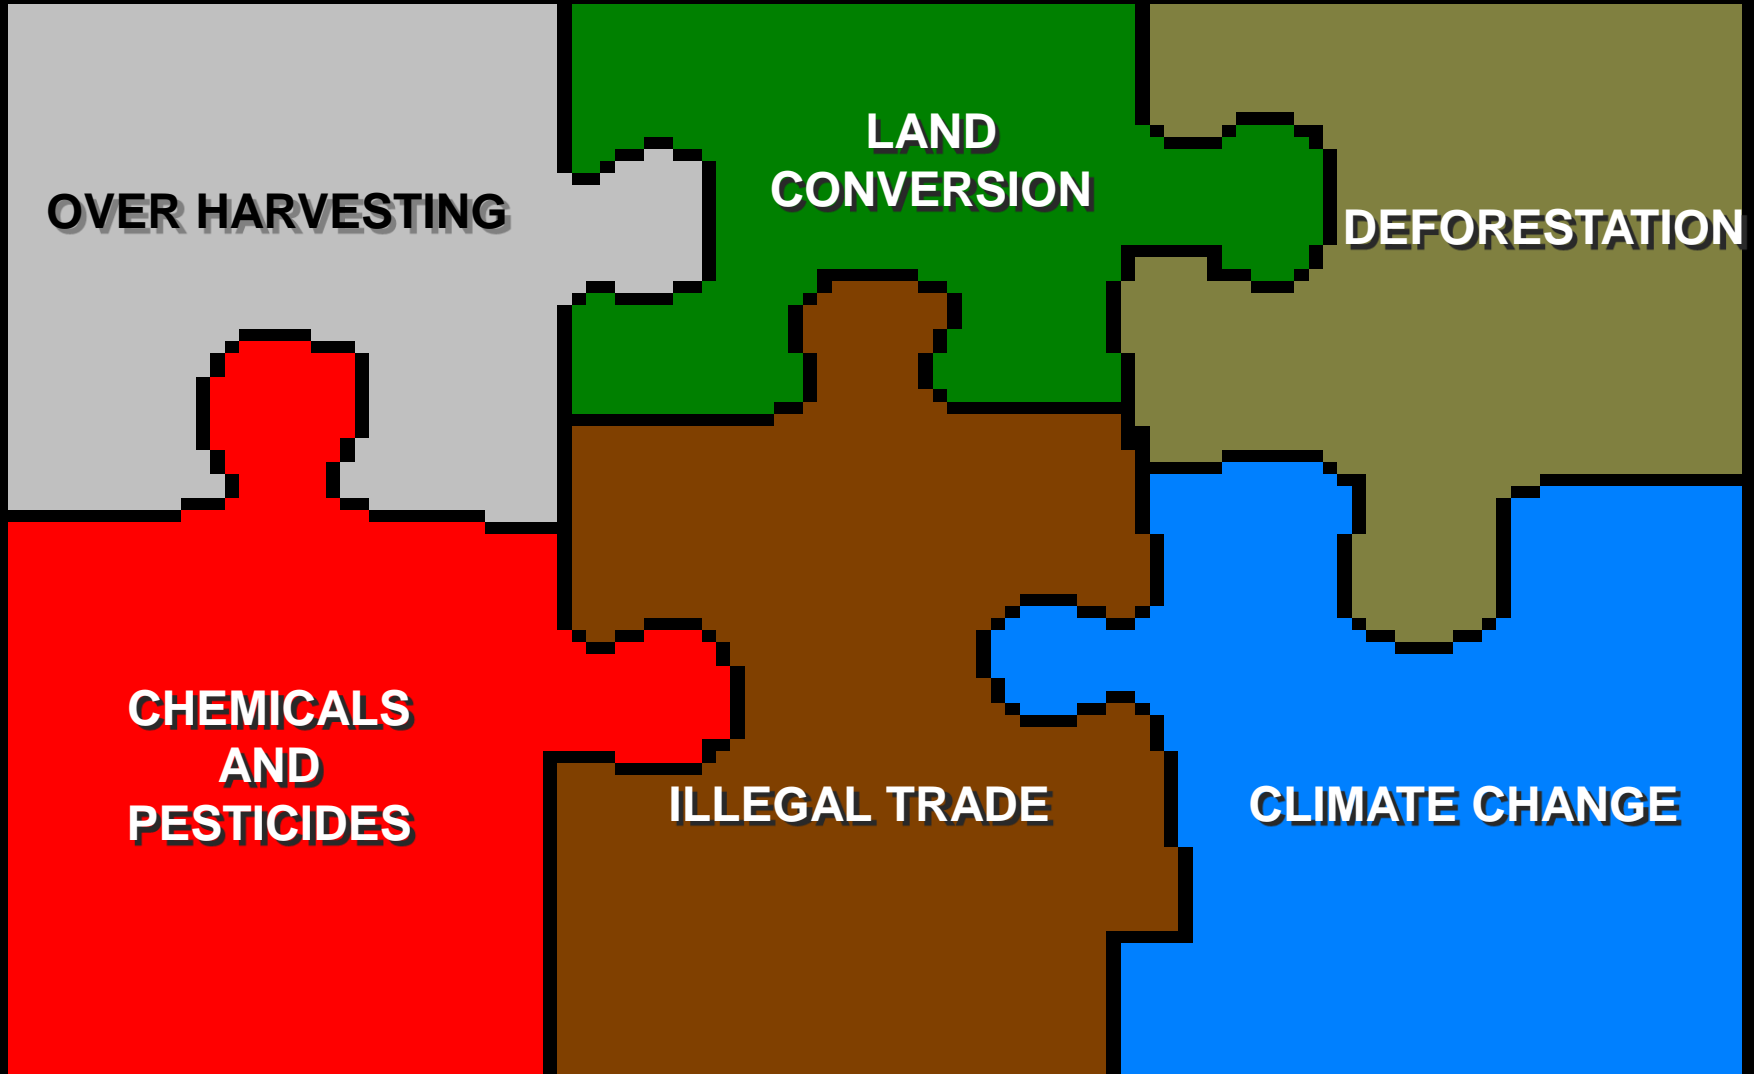 OVER HARVESTING
LAND
CONVERSION
DEFORESTATION
CHEMICALS
AND
PESTICIDES
ILLEGAL TRADE
CLIMATE CHANGE